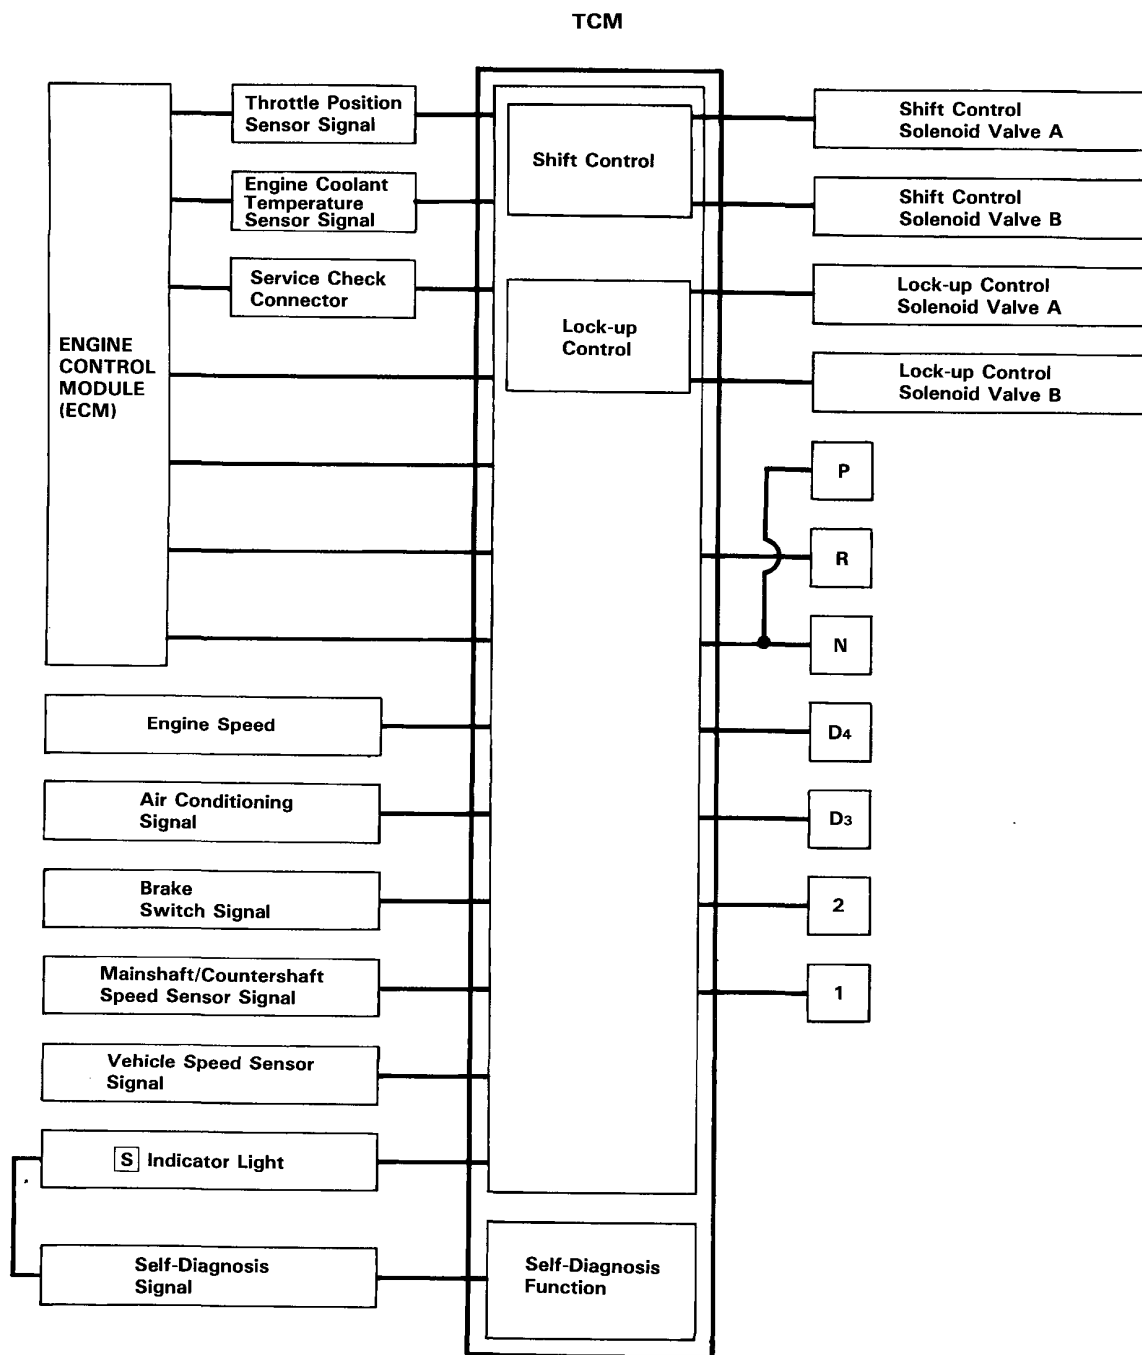 TCM
Throttle Position
Sensor Signal
Engine Coolant
Temperature
Sensor Signal
Service Check
Connector
ENGINE
CONTROL
MODULE
(ECM)
Engine Speed
Air Conditioning
Signal
Brake
Switch Signal
Mainshaft/Countershaft
Speed Sensor Signal
Vehicle Speed Sensor
Signal
S Indicator Light
Self-Diagnosis
Signal
Shift Control
Lock-up
Control
Self-Diagnosis
Function
Shift Control
Solenoid Valve A
Shift Control
Solenoid Valve B
Lock-up Control
Solenoid Valve A
Lock-up Control
Solenoid Valve B
P
R
N
D4
D3
2
1